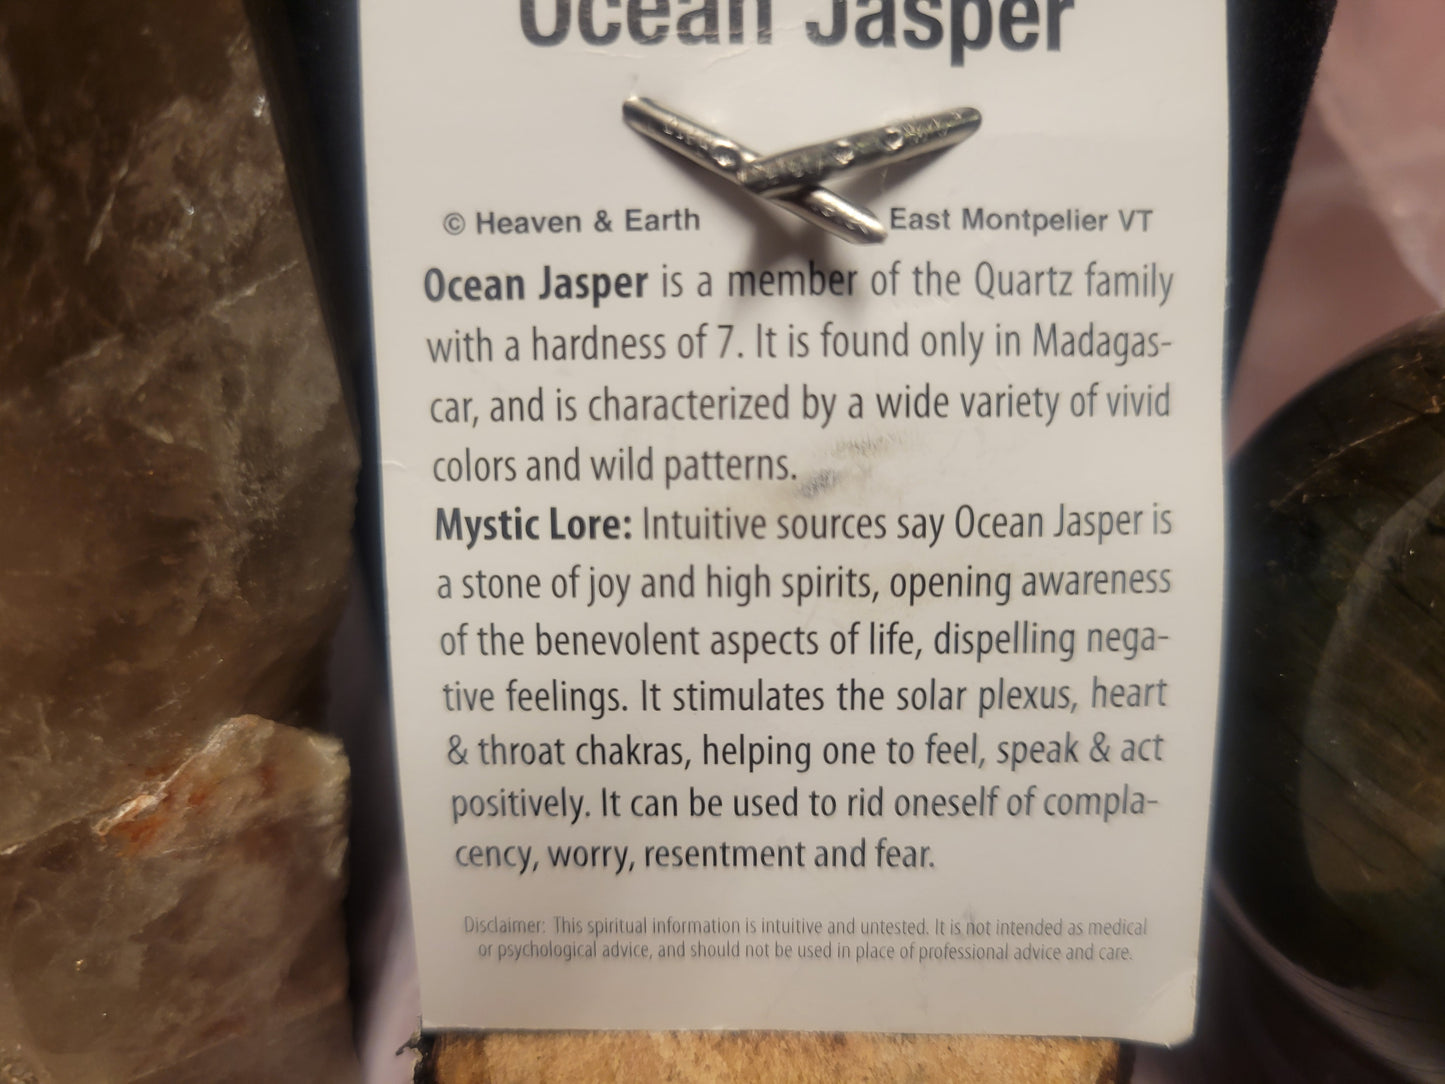 Ocean Jasper
© Heaven & Earth East Montpelier VT
Ocean Jasper is a member of the Quartz family
with a hardness of 7. It is found only in Madagas-
car, and is characterized by a wide variety of vivid
colors and wild patterns.
Mystic Lore: Intuitive sources say Ocean Jasper is
a stone of joy and high spirits, opening awareness
of the benevolent aspects of life, dispelling nega-
tive feelings. It stimulates the solar plexus, heart
& throat chakras, helping one to feel, speak & act
positively. It can be used to rid oneself of compla-
cency, worry, resentment and fear.
Disclaimer: This spiritual information is intuitive and untested. It is not intended as medical
or psychological advice, and should not be used in place of professional advice and care.